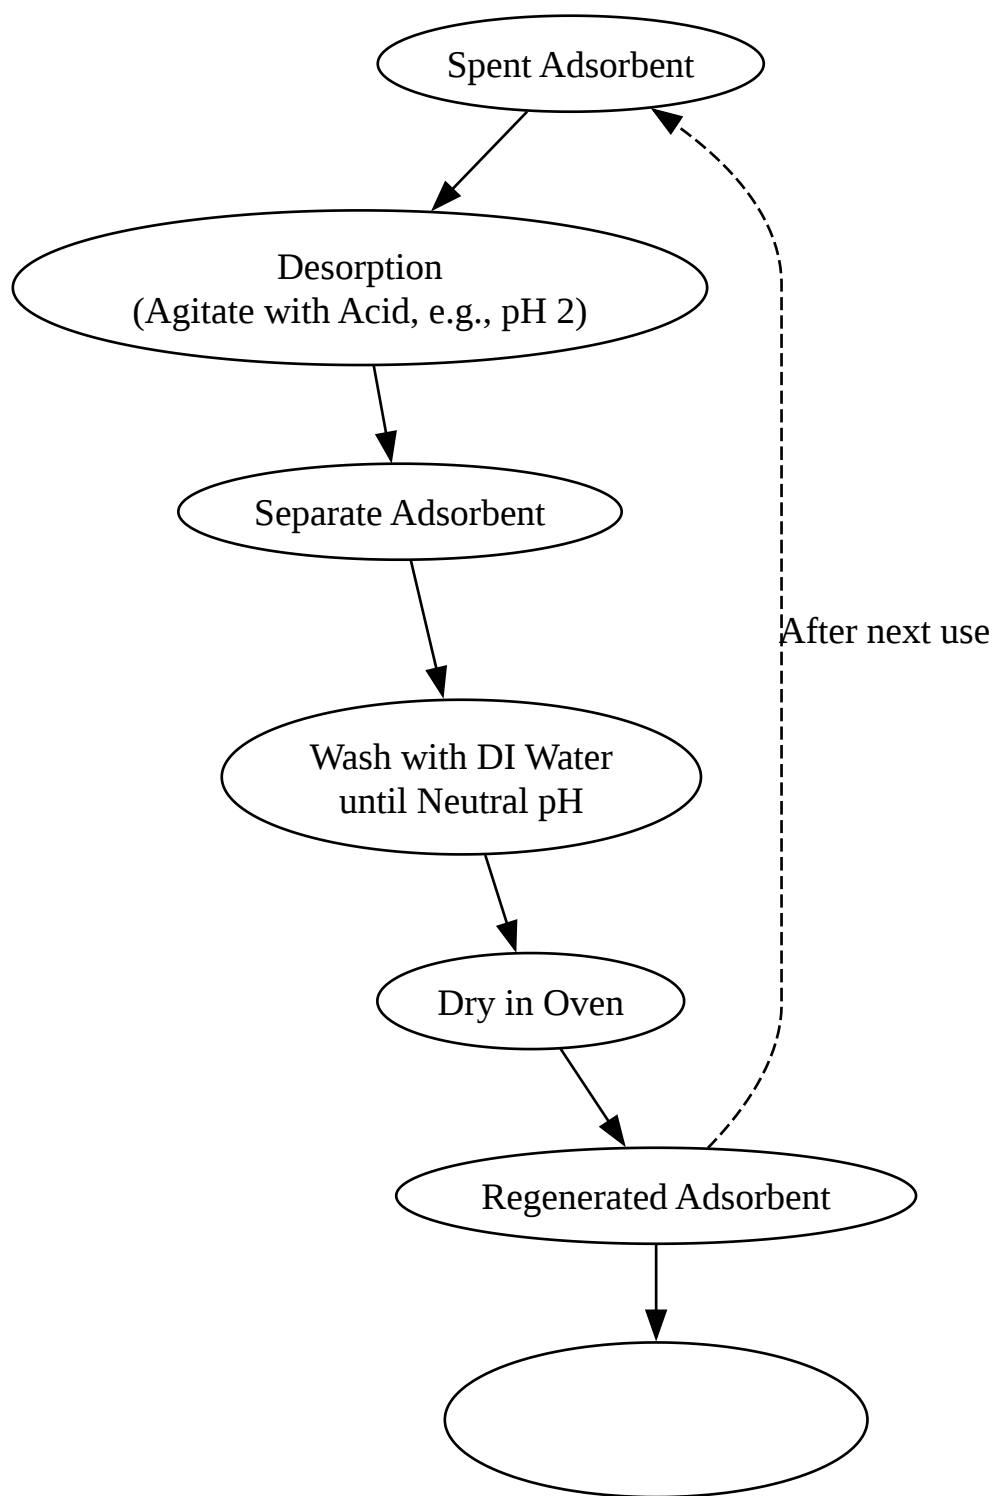 Spent Adsorbent
Desorption
(Agitate with Acid, e.g., pH 2)
Separate Adsorbent
After next use
Wash with DI Water
until Neutral pH
Dry in Oven
Regenerated Adsorbent